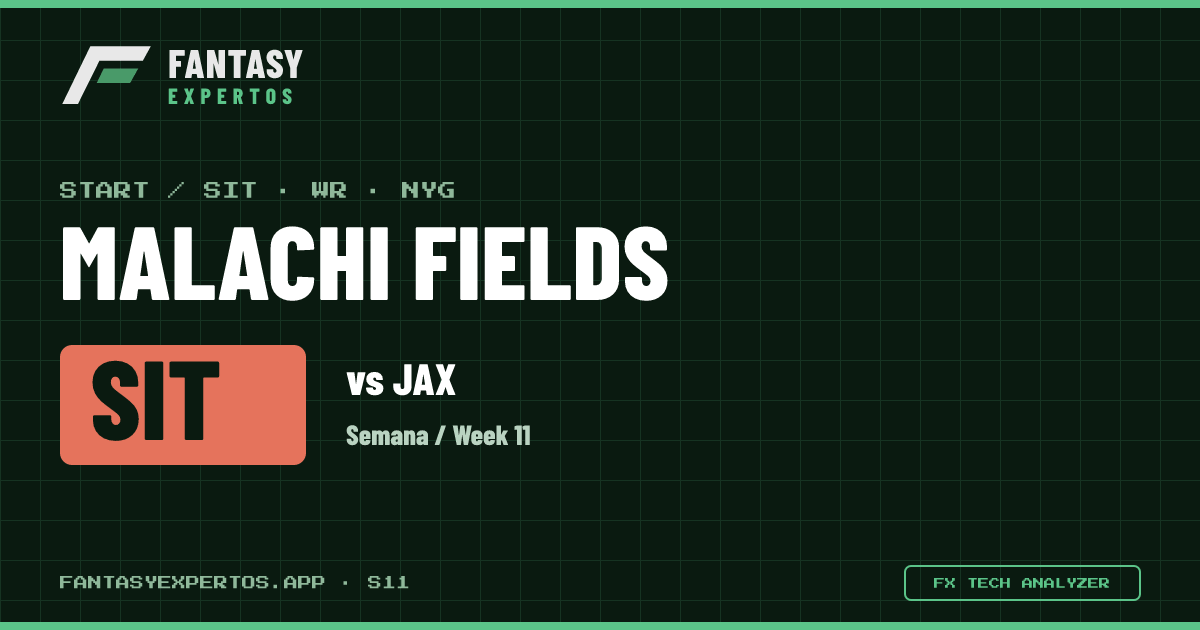 FANTASY
EXPERTOS
START / SIT · WR · NYG
MALACHI FIELDS
SIT
vs JAX
Semana / Week 11
FANTASYEXPERTOS.APP · S11
FX TECH ANALYZER